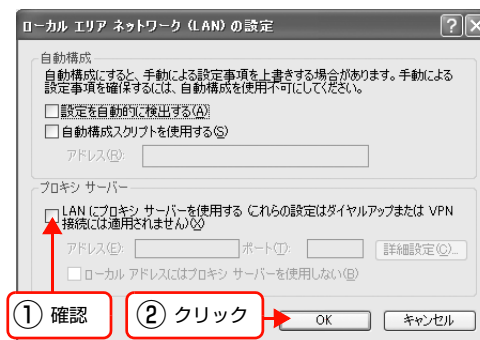 ローカル エリア ネットワーク (LAN) の設定
自動構成
自動構成にすると、手動による設定事項を上書きする場合があります。手動による
設定事項を確保するには、自動構成を使用不可にしてください。
設定を自動的に検出する(A)
自動構成スクリプトを使用する(S)
アドレス(R):
プロキシ サーバー
LAN にプロキシ サーバーを使用する (これらの設定はダイヤルアップまたは VPN
接続には適用されません)(X)
アドレス(E): ポート(T): 詳細設定(C)...
ローカル アドレスにはプロキシ サーバーを使用しない(B)
① 確認 ② クリック OK キャンセル